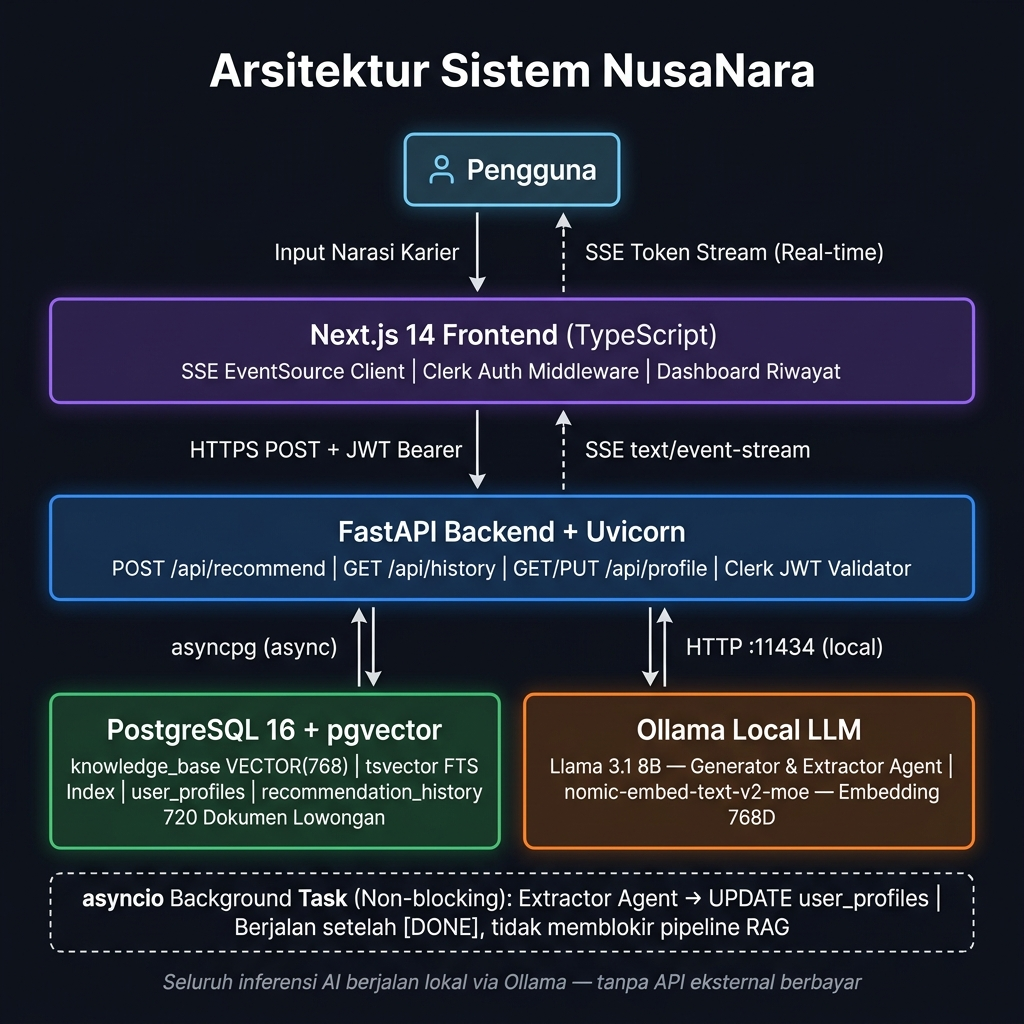 Arsitektur Sistem NusaNara
Pengguna
Input Narasi Karier
SSE Token Stream (Real-time)
Next.js 14 Frontend (TypeScript)
SSE EventSource Client | Clerk Auth Middleware | Dashboard Riwayat
HTTPS POST + JWT Bearer
SSE text/event-stream
FastAPI Backend + Uvicorn
POST /api/recommend | GET /api/history | GET/PUT /api/profile | Clerk JWT Validator
asyncpg (async)
HTTP :11434 (local)
PostgreSQL 16 + pgvector
knowledge_base VECTOR(768) | tsvector FTS
Index | user_profiles | recommendation_history
720 Dokumen Lowongan
Ollama Local LLM
Llama 3.1 8B — Generator & Extractor Agent |
nomic-embed-text-v2-moe — Embedding
768D
asyncio Background Task (Non-blocking): Extractor Agent → UPDATE user_profiles |
Berjalan setelah [DONE], tidak memblokir pipeline RAG
Seluruh inferensi AI berjalan lokal via Ollama — tanpa API eksternal berbayar